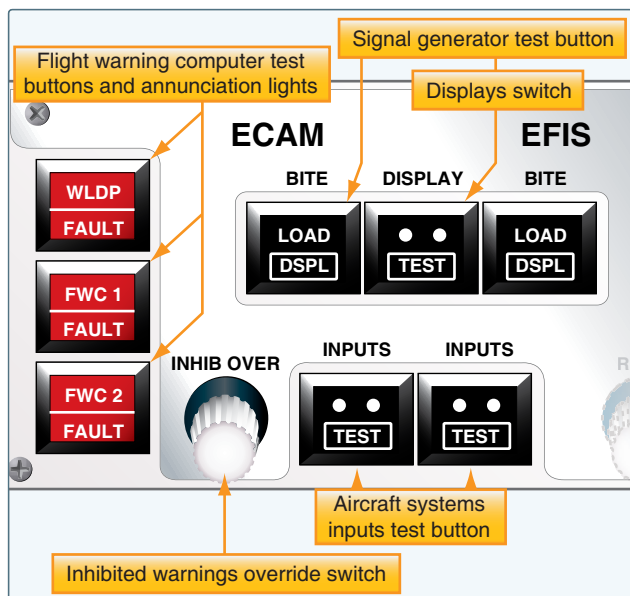 Signal generator test button
Flight warning computer test
buttons and annunciation lights
Displays switch
ECAM
EFIS
BITE
DISPLAY
BITE
WLDP
FAULT
LOAD
DSPL
TEST
LOAD
DSPL
FWC 1
FAULT
INHIB OVER
INPUTS
INPUTS
FWC 2
FAULT
TEST
TEST
R
Aircraft systems
inputs test button
Inhibited warnings override switch